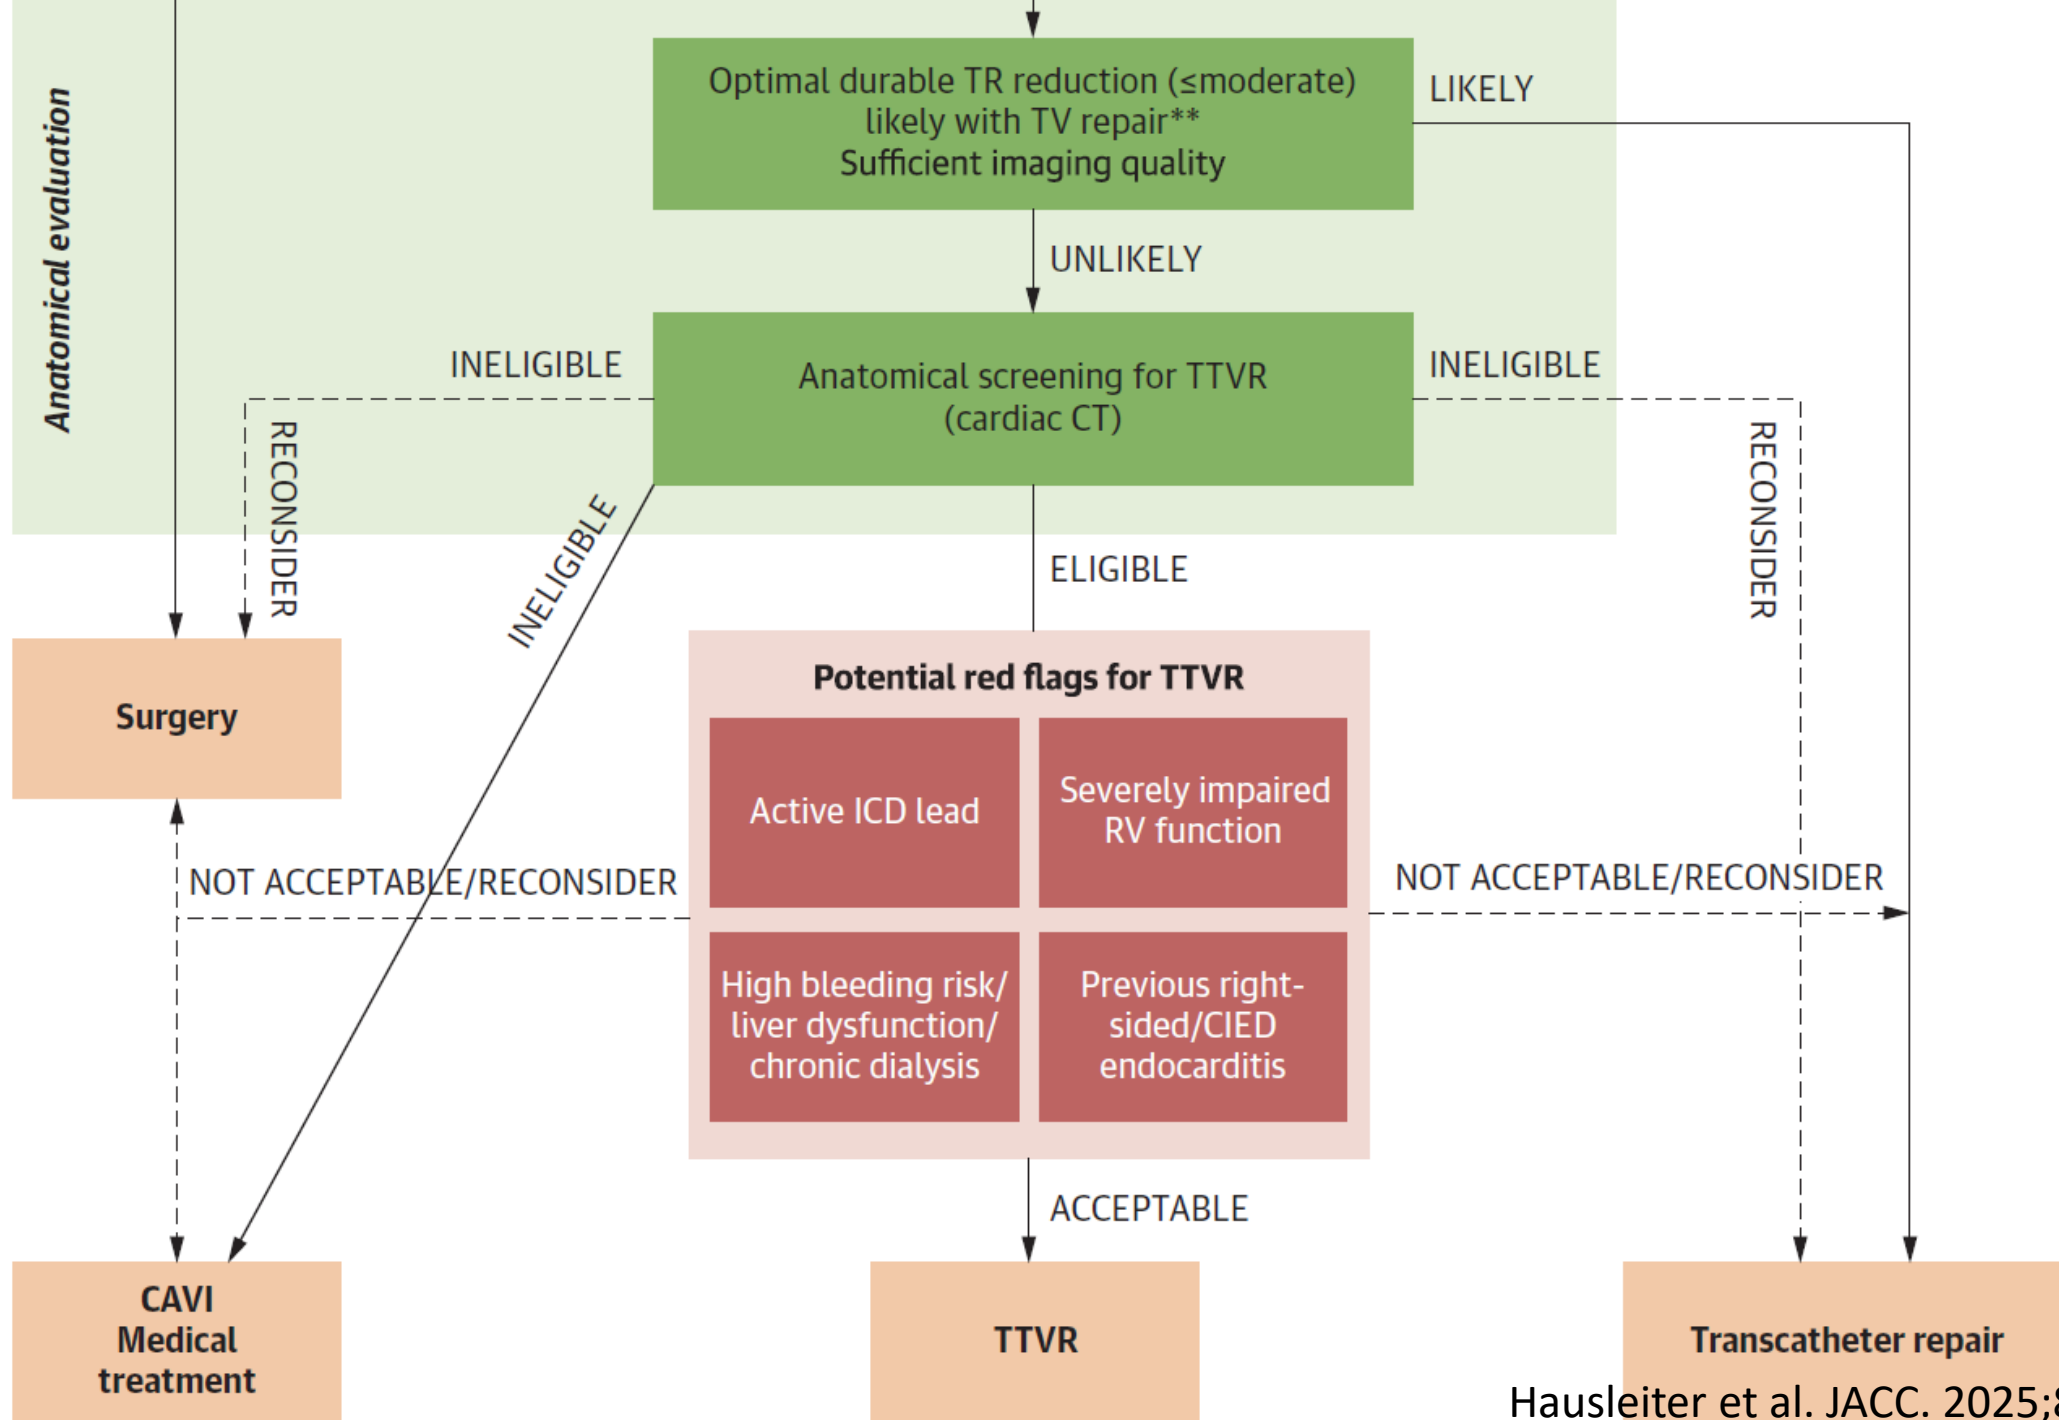 Anatomical evaluation
Optimal durable TR reduction (≤moderate)
likely with TV repair**
Sufficient imaging quality
LIKELY
UNLIKELY
INELIGIBLE
Anatomical screening for TTVR
(cardiac CT)
INELIGIBLE
RECONSIDER
INELIGIBLE
ELIGIBLE
RECONSIDER
Surgery
Potential red flags for TTVR
Active ICD lead
Severely impaired
RV function
NOT ACCEPTABLE/RECONSIDER
NOT ACCEPTABLE/RECONSIDER
High bleeding risk/
liver dysfunction/
chronic dialysis
Previous right-
sided/CIED
endocarditis
ACCEPTABLE
CAVI
Medical
treatment
TTVR
Transcatheter repair
Hausleiter et al. JACC. 2025;